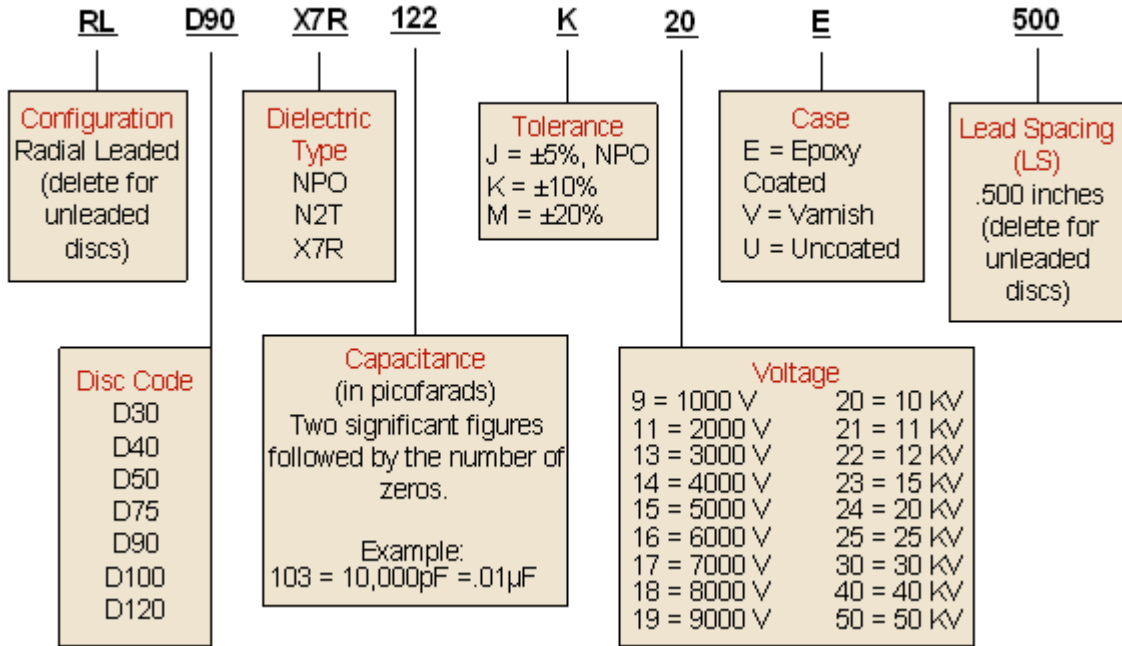 RL D90 X7R 122 K 20 E 500
Configuration
Radial Leaded
(delete for
unleaded
discs)
Dielectric
Type
NPO
N2T
X7R
Tolerance
J = ±5%, NPO
K = ±10%
M = ±20%
Case
E = Epoxy
Coated
V = Varnish
U = Uncoated
Lead Spacing
(LS)
.500 inches
(delete for
unleaded
discs)
Disc Code
D30
D40
D50
D75
D90
D100
D120
Capacitance
(in picofarads)
Two significant figures
followed by the number of
zeros.
Example:
103 = 10,000pF =.01µF
Voltage
9 = 1000 V 20 = 10 KV
11 = 2000 V 21 = 11 KV
13 = 3000 V 22 = 12 KV
14 = 4000 V 23 = 15 KV
15 = 5000 V 24 = 20 KV
16 = 6000 V 25 = 25 KV
17 = 7000 V 30 = 30 KV
18 = 8000 V 40 = 40 KV
19 = 9000 V 50 = 50 KV